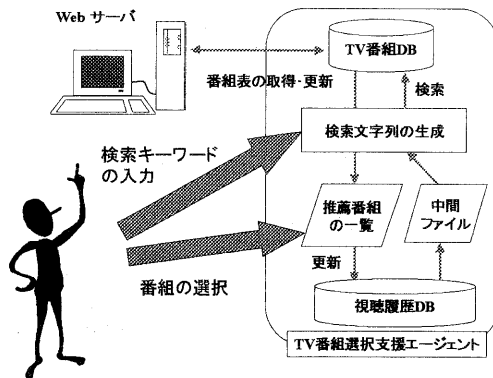 Web サーバ
TV番組DB
番組表の取得・更新
検索
検索文字列の生成
検索キーワード
の入力
推薦番組
の一覧
中間
ファイル
番組の選択
更新
視聴履歴DB
TV番組選択支援エージェント